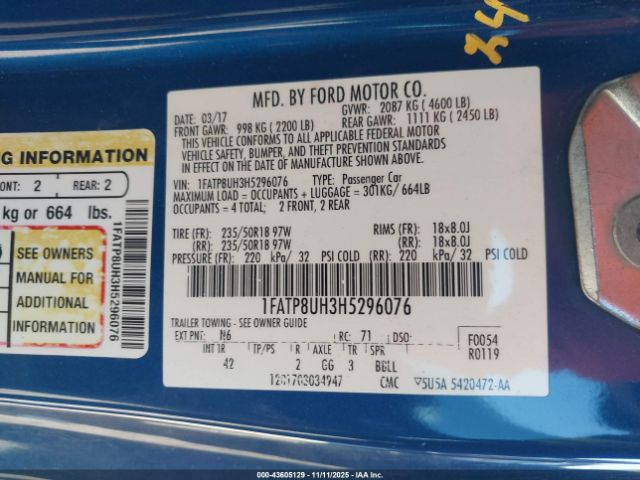 24
MFD. BY FORD MOTOR CO.
DATE: 03/17 GVWR: 2087 KG ( 4600 LB)
FRONT GAWR: 998 KG ( 2200 LB) REAR GAWR: 1111 KG ( 2450 LB)
THIS VEHICLE CONFORMS TO ALL APPLICABLE FEDERAL MOTOR
VEHICLE SAFETY, BUMPER, AND THEFT PREVENTION STANDARDS
IN EFFECT ON THE DATE OF MANUFACTURE SHOWN ABOVE.
VIN: 1FATP8UH3H5296076 TYPE: Passenger Car
MAXIMUM LOAD = OCCUPANTS + LUGGAGE = 301KG/ 664LB
OCCUPANTS = 4 TOTAL; 2 FRONT, 2 REAR
TIRE (FR): 235/50R18 97W RIMS (FR): 18x8.0J
(RR): 235/50R18 97W (RR): 18x8.0J
PRESSURE (FR): 220 kPa/ 32 PSI COLD (RR): 220 kPa/ 32 PSI COLD
1FATP8UH3H5296076
TRAILER TOWING - SEE OWNER GUIDE
EXT PNT: N6 RC: 71 DSO: F0054
R0119
INT TR TP/PS R AXLE TR SPR
42 2 GG 3 BBLL
CMC 5U5A 5420472-AA
NG INFORMATION
ONT: 2 REAR: 2
kg or 664 lbs.
SEE OWNERS
MANUAL FOR
ADDITIONAL
INFORMATION
1FATP8UH3H5296076
000-43605129 - 11/11/2025 - IAA Inc.